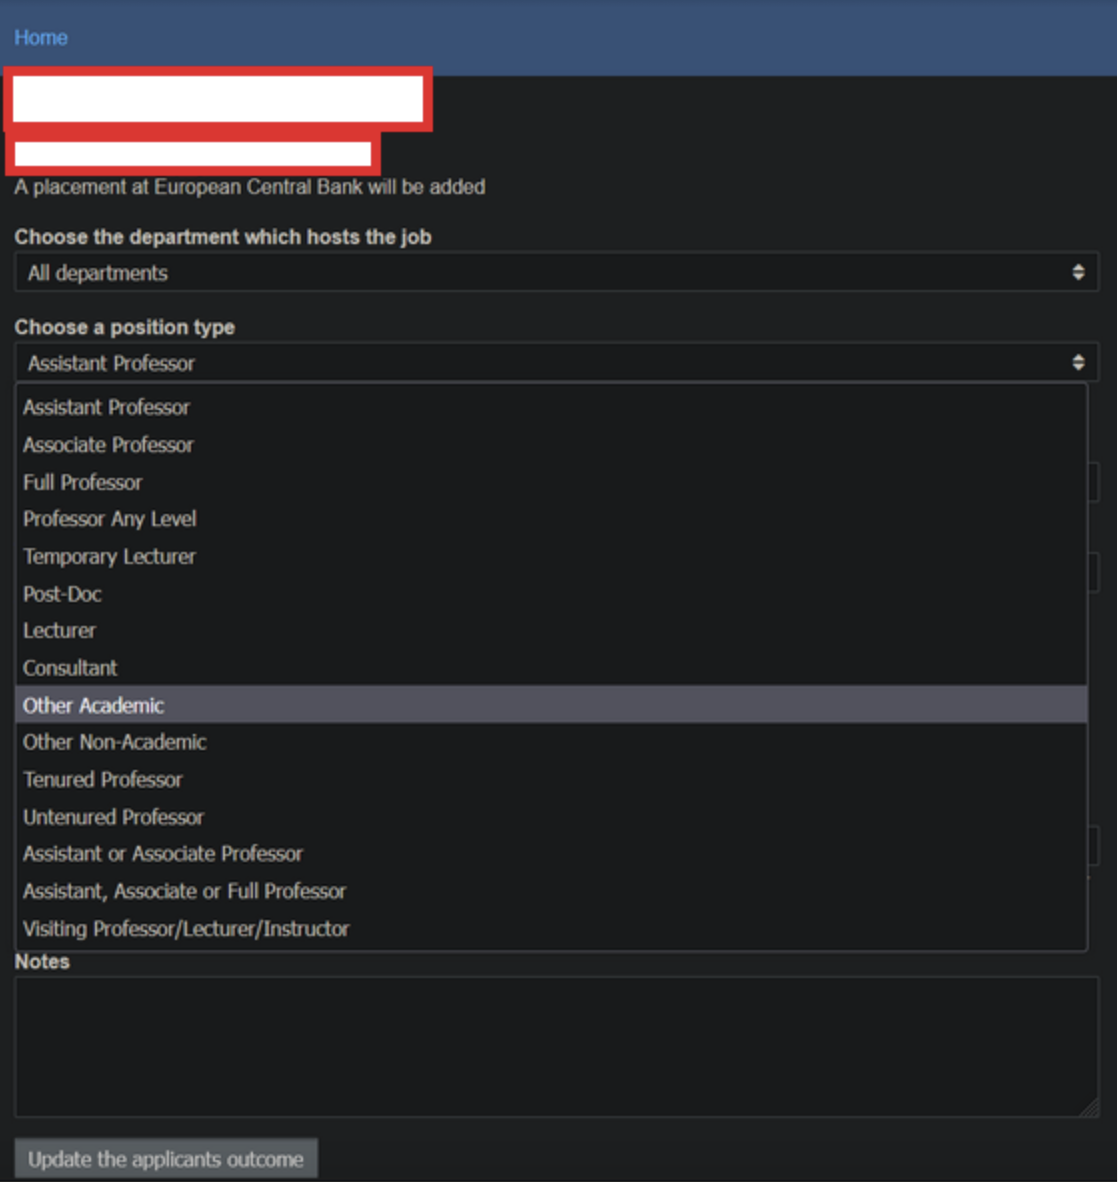 Home
A placement at European Central Bank will be added
Choose the department which hosts the job
All departments
Choose a position type
Assistant Professor
Assistant Professor
Associate Professor
Full Professor
Professor Any Level
Temporary Lecturer
Post-Doc
Lecturer
Consultant
Other Academic
Other Non-Academic
Tenured Professor
Untenured Professor
Assistant or Associate Professor
Assistant, Associate or Full Professor
Visiting Professor/Lecturer/Instructor
Notes
Update the applicants outcome